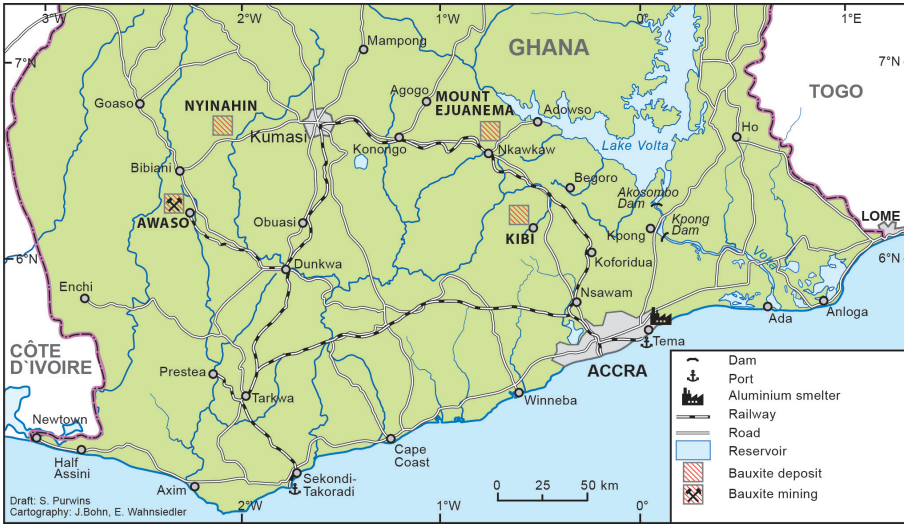 3°W
2°W
1°W
0°
1°E
7°N
7°N
Mampong
GHANA
TOGO
Goaso
NYINAHIN
Agogo
MOUNT
EJUANEMA
Adowso
Kumasi
Konongo
Nkawkaw
Lake Volta
Ho
Bibiani
Begoro
Akosombo
Dam
AWASO
Obuasi
KIBI
Kpong
Kpong
Dam
LOME
6°N
Dunkwa
Koforidua
Volta
6°N
Enchi
Nsawam
Ada
Anloga
Tema
CÔTE
D`IVOIRE
Prestea
ACCRA
Tarkwa
Winneba
Newtown
Half
Assini
Cape
Coast
Axim
Sekondi-
Takoradi
Dam
Port
Aluminium smelter
Railway
Road
Reservoir
Bauxite deposit
Bauxite mining
0 25 50 km
Draft: S. Purwins
Cartography: J.Bohn, E. Wahnsiedler
2°W
1°W
0°